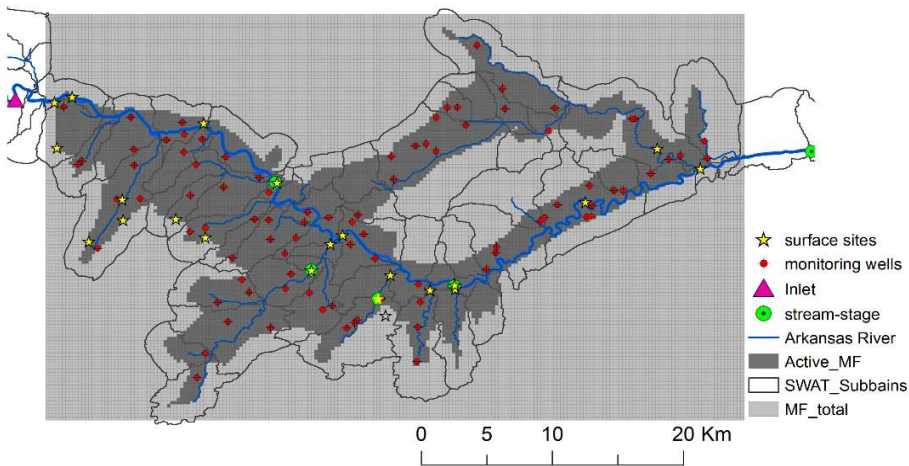 surface sites
monitoring wells
Inlet
stream-stage
Arkansas River
Active_MF
SWAT_Subbains
MF_total
0 5 10 20 Km